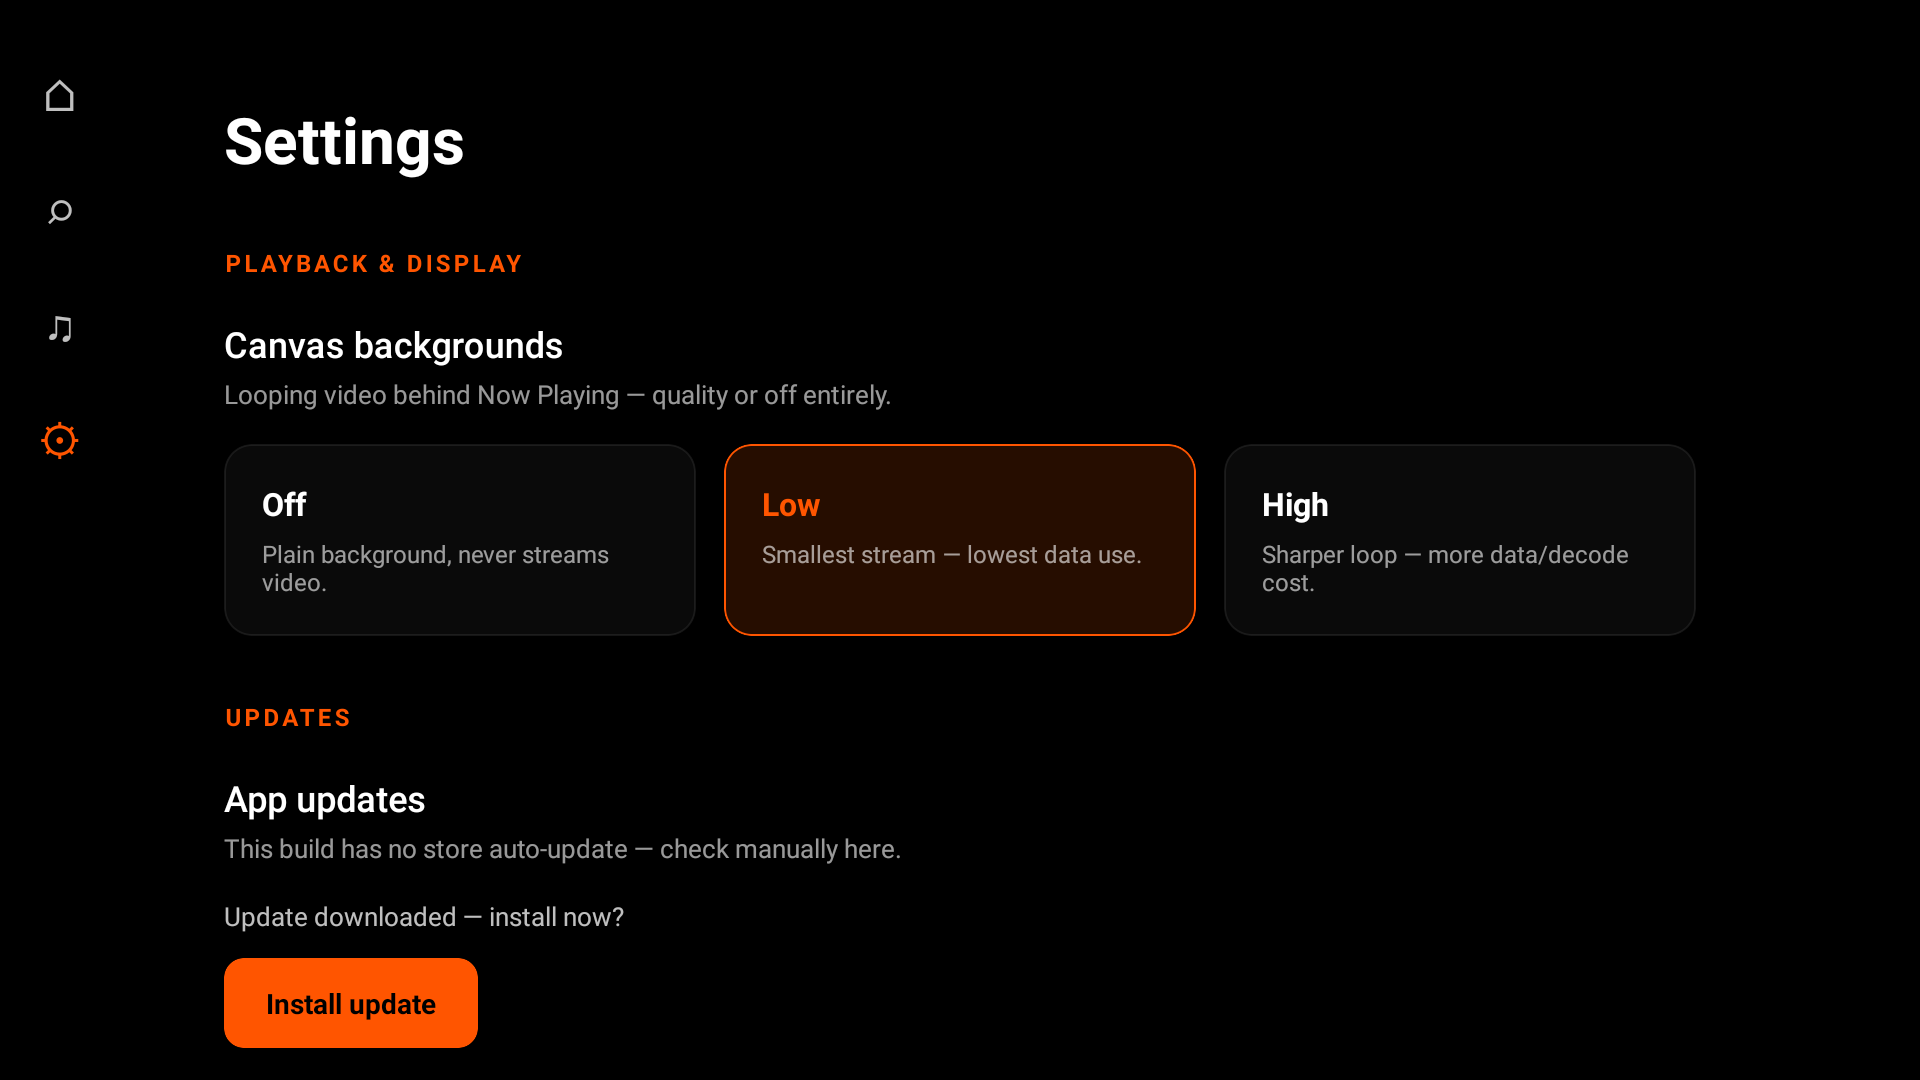 Settings
PLAYBACK & DISPLAY
Canvas backgrounds
Looping video behind Now Playing — quality or off entirely.
Off
Plain background, never streams
video.
Low
Smallest stream — lowest data use.
High
Sharper loop — more data/decode
cost.
UPDATES
App updates
This build has no store auto-update — check manually here.
Update downloaded — install now?
Install update